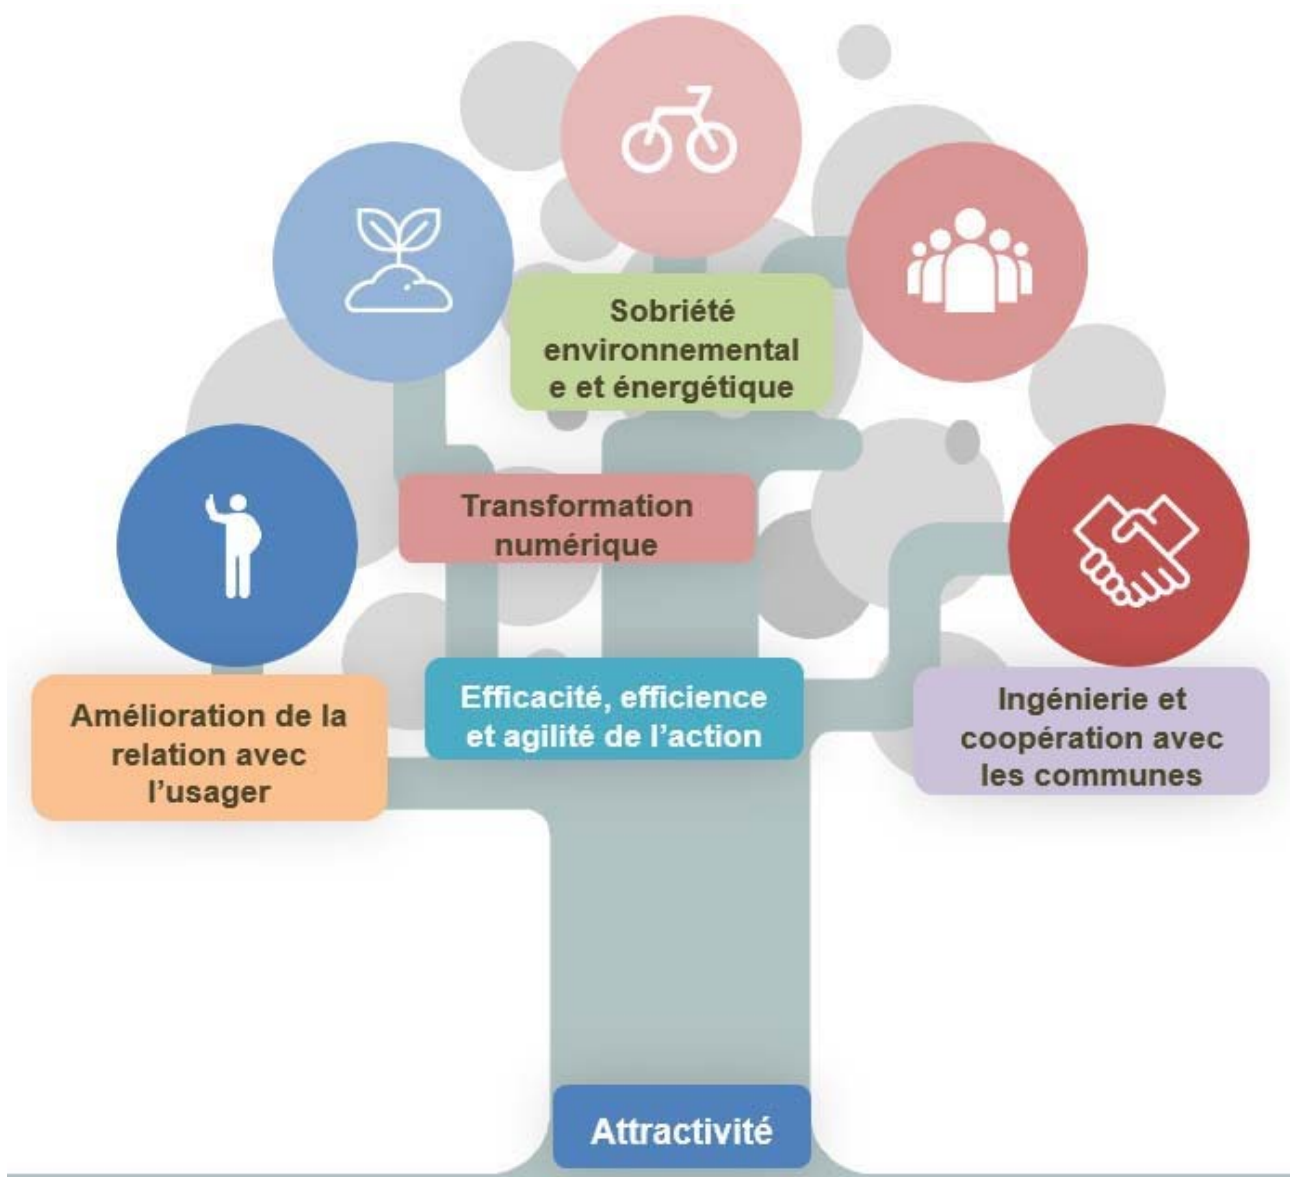 Sobriété
environnemental
e et énergétique
Transformation
numérique
Amélioration de la
relation avec
l’usager
Efficacité, efficience
et agilité de l’action
Ingénierie et
coopération avec
les communes
Attractivité